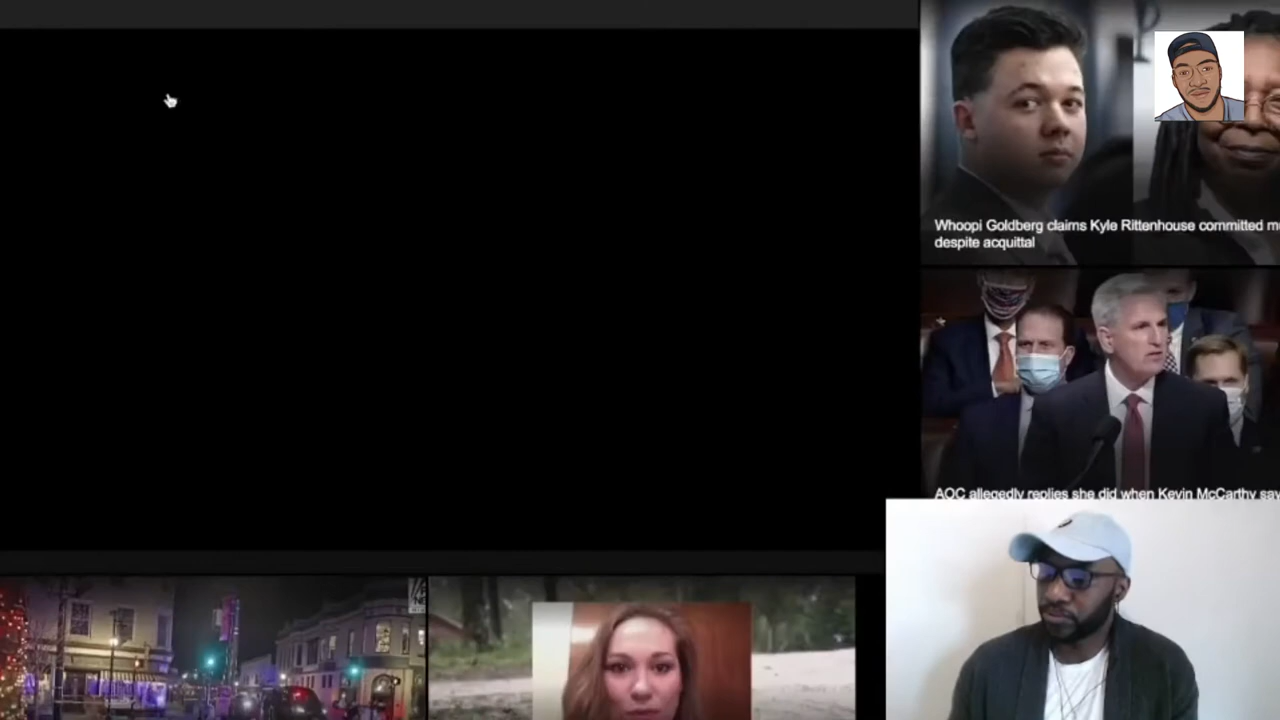 Whoopi Goldberg claims Kyle Rittenhouse committed
despite acquittal
AOC allegedly replies she did when Kevin McCarthy